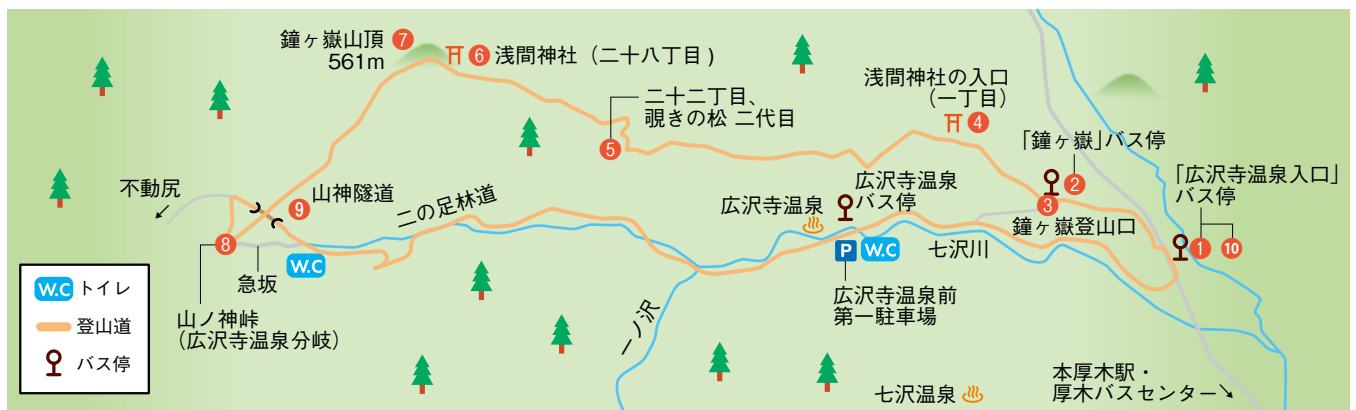 鐘ヶ嶽山頂 7
561m
6 浅間神社（二十八丁目)
二十二丁目、
覗きの松 二代目
5
浅間神社の入口
（一丁目）
4
「鐘ヶ嶽」バス停
2
3
鐘ヶ嶽登山口
「広沢寺温泉入口」
バス停
1 10
広沢寺温泉
バス停
広沢寺温泉
P W.C
広沢寺温泉前
第一駐車場
七沢川
不動尻
9 山神隧道
二の足林道
8
急坂
W.C
山ノ神峠
（広沢寺温泉分岐）
一ノ沢
七沢温泉
本厚木駅・
厚木バスセンター
W.C トイレ
登山道
バス停